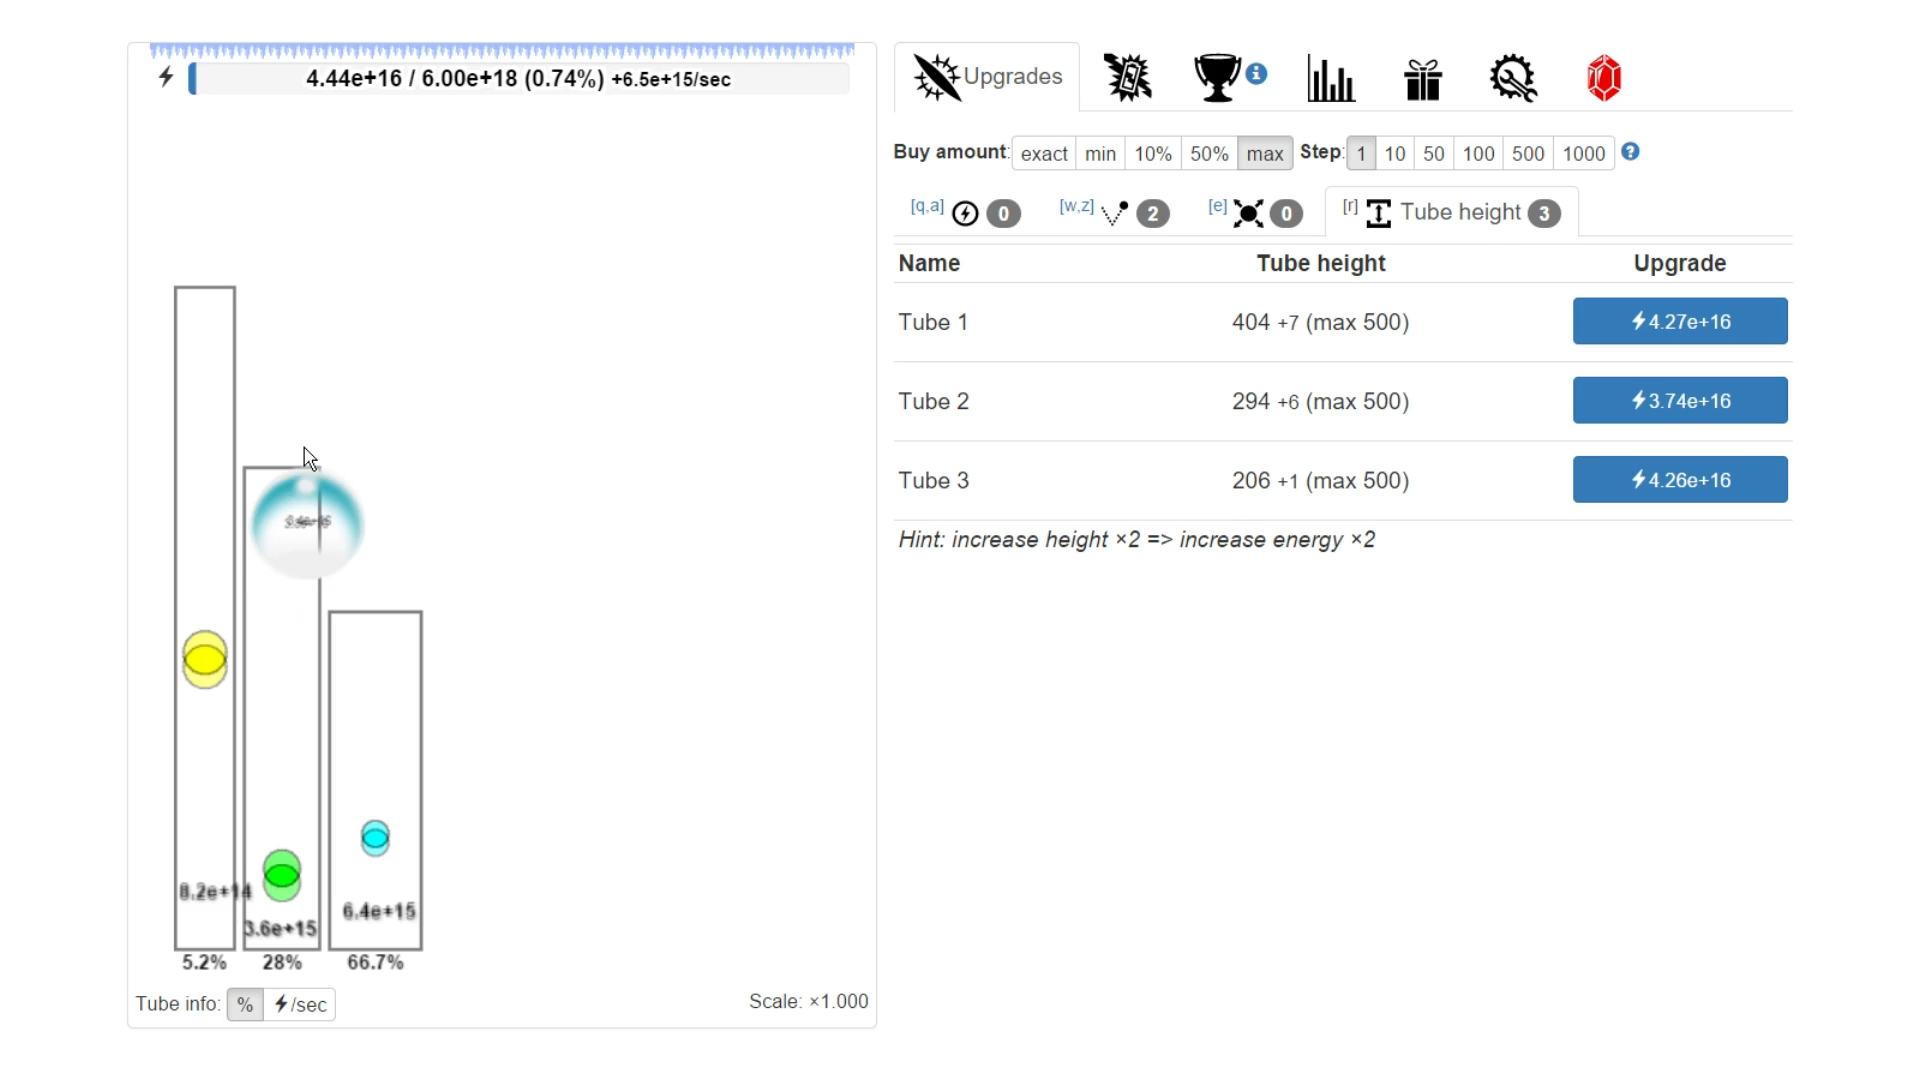 4.44e+16 / 6.00e+18 (0.74%) +6.5e+15/sec
8.2e+14
3.6e+15
6.4e+15
5.2% 28% 66.7%
Tube info: % /sec
Scale: ×1.000
Upgrades
Buy amount: exact min 10% 50% max Step: 1 10 50 100 500 1000
[q,a] 0 [w,z] 2 [e] 0 [r] Tube height 3
Name Tube height Upgrade
Tube 1 404 +7 (max 500) 4.27e+16
Tube 2 294 +6 (max 500) 3.74e+16
Tube 3 206 +1 (max 500) 4.26e+16
Hint: increase height ×2 => increase energy ×2